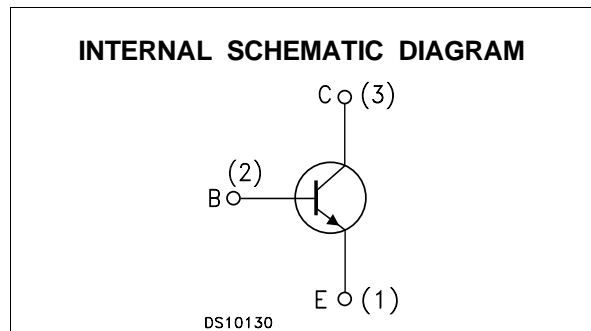 INTERNAL SCHEMATIC DIAGRAM
C (3)
(2)
B
E (1)
DS10130